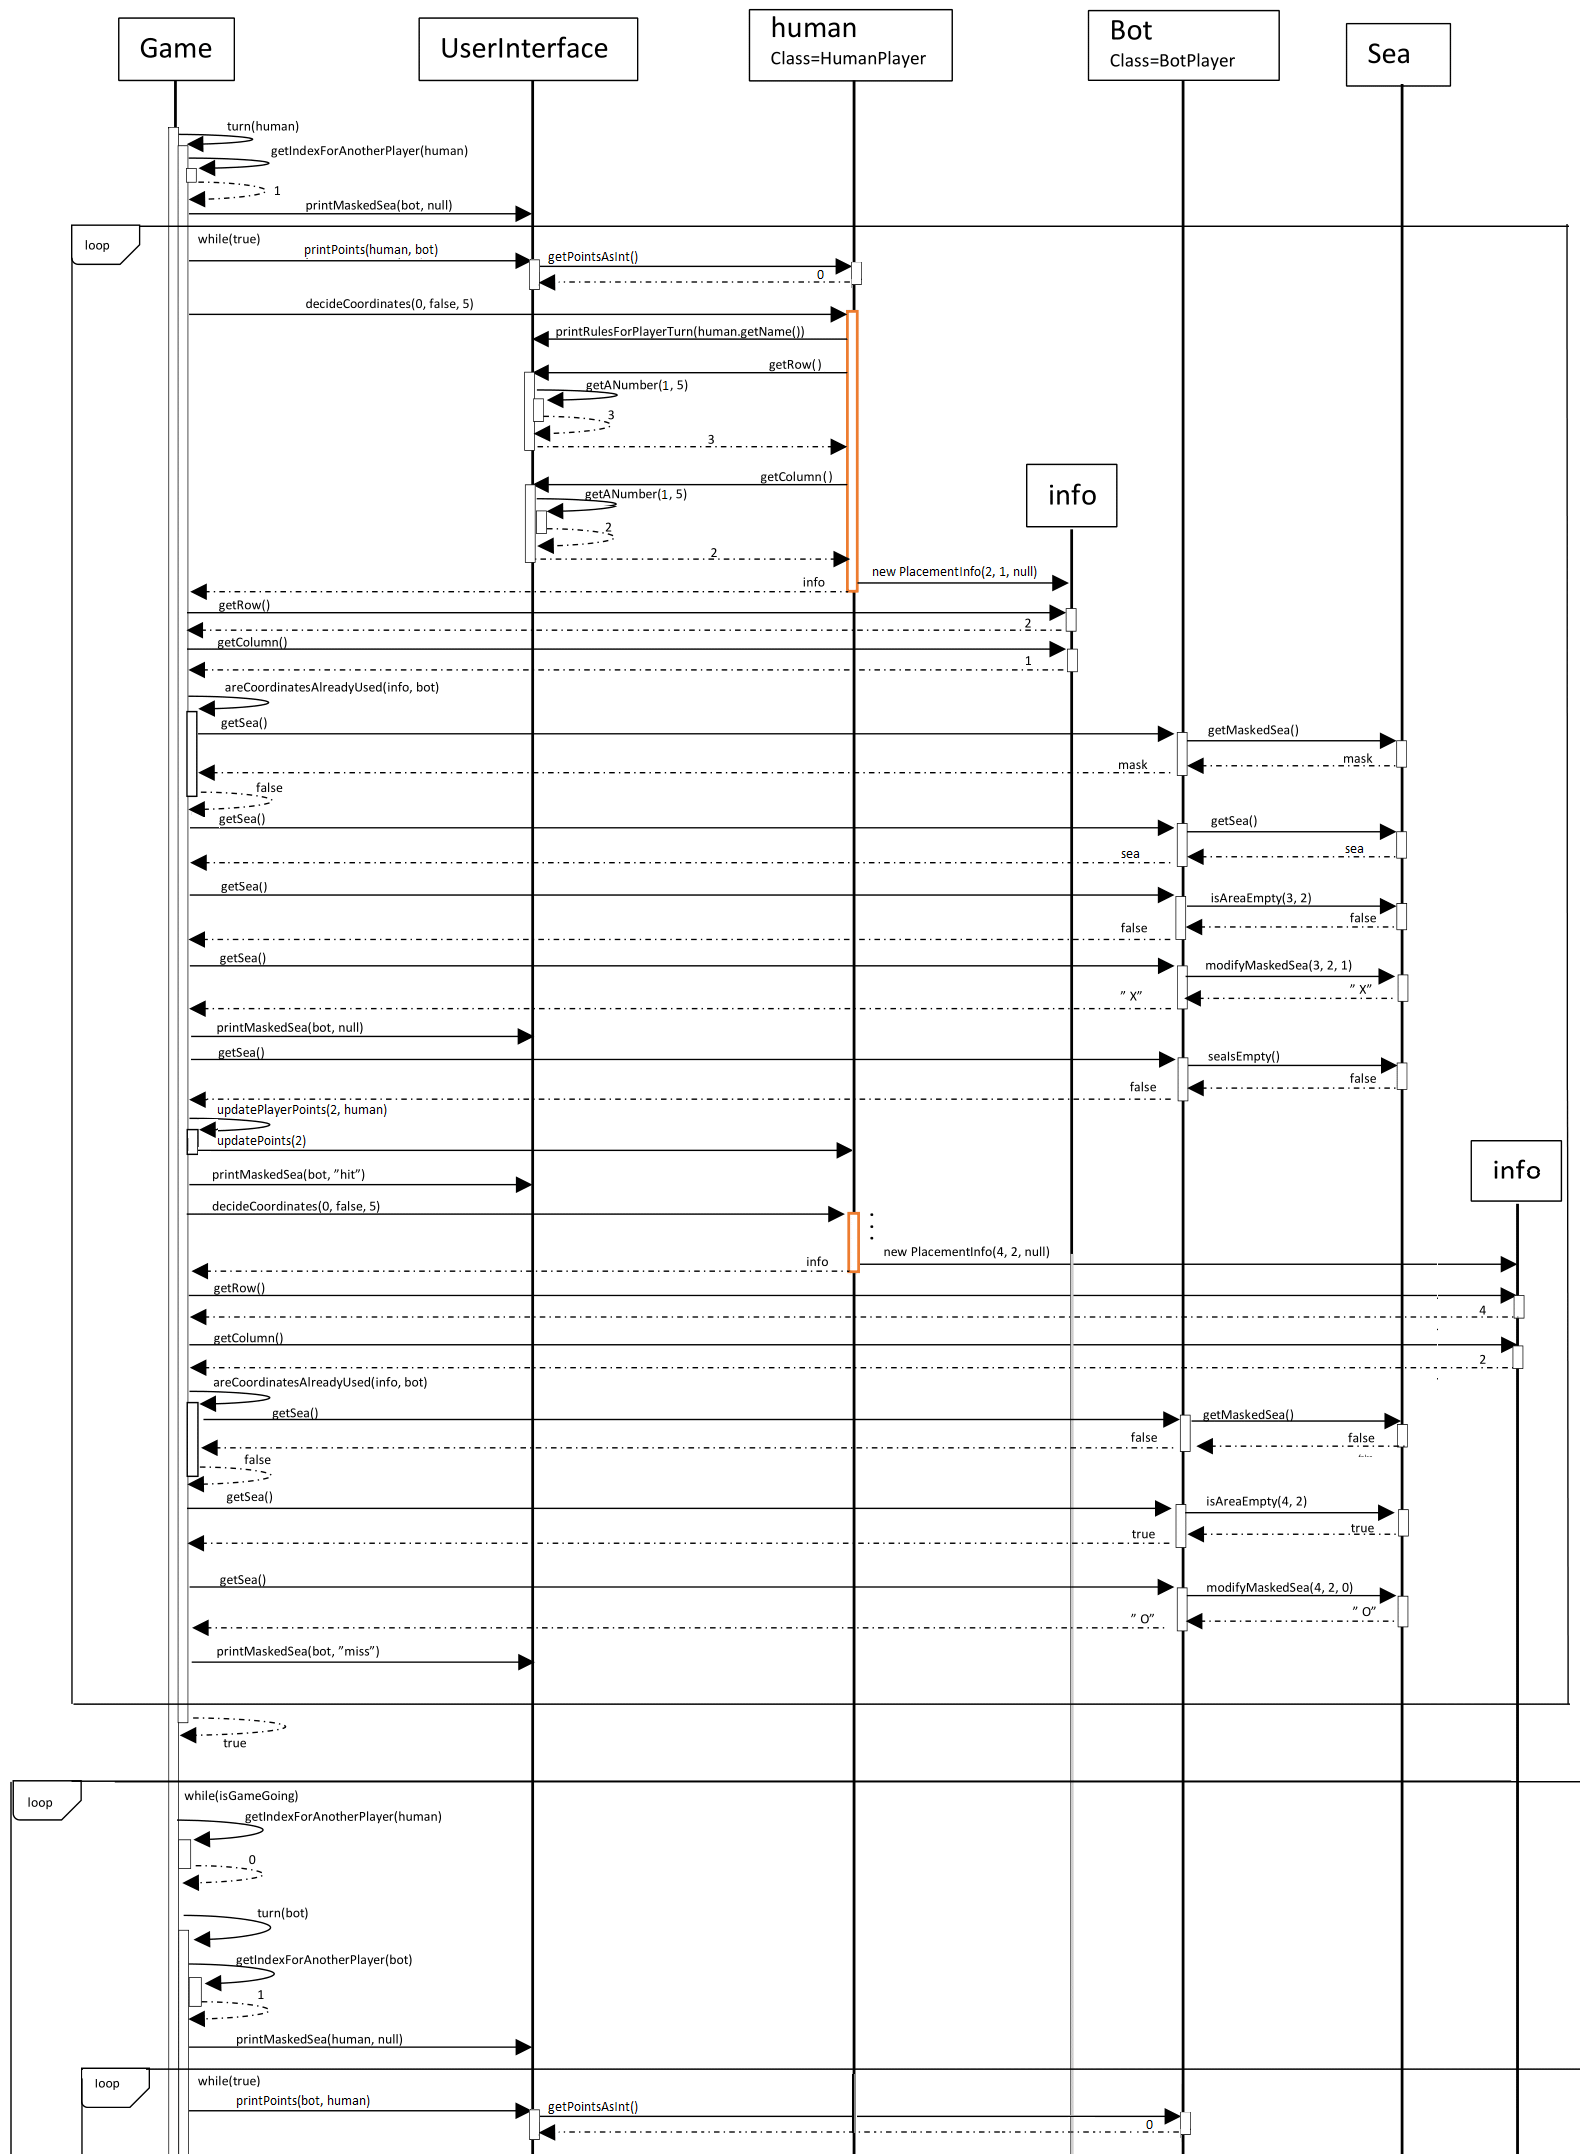 Game
UserInterface
human
Class=HumanPlayer
Bot
Class=BotPlayer
Sea
turn(human)
getIndexForAnotherPlayer(human)
1
printMaskedSea(bot, null)
loop
while(true)
printPoints(human, bot)
getPointsAsInt()
0
decideCoordinates(0, false, 5)
printRulesForPlayerTurn(human.getName())
getRow()
getANumber(1, 5)
3
3
getColumn()
getANumber(1, 5)
2
2
info
new PlacementInfo(2, 1, null)
info
getRow()
2
getColumn()
1
areCoordinatesAlreadyUsed(info, bot)
getSea()
getMaskedSea()
mask
mask
false
getSea()
getSea()
sea
sea
getSea()
isAreaEmpty(3, 2)
false
false
getSea()
modifyMaskedSea(3, 2, 1)
” X”
” X”
printMaskedSea(bot, null)
getSea()
seaIsEmpty()
false
false
updatePlayerPoints(2, human)
updatePoints(2)
info
printMaskedSea(bot, ”hit”)
decideCoordinates(0, false, 5)
new PlacementInfo(4, 2, null)
info
getRow()
4
getColumn()
2
areCoordinatesAlreadyUsed(info, bot)
getSea()
getMaskedSea()
false
false
false
getSea()
isAreaEmpty(4, 2)
true
true
getSea()
modifyMaskedSea(4, 2, 0)
” O”
” O”
printMaskedSea(bot, ”miss”)
true
loop
while(isGameGoing)
getIndexForAnotherPlayer(human)
0
turn(bot)
getIndexForAnotherPlayer(bot)
1
printMaskedSea(human, null)
loop
while(true)
printPoints(bot, human)
getPointsAsInt()
0